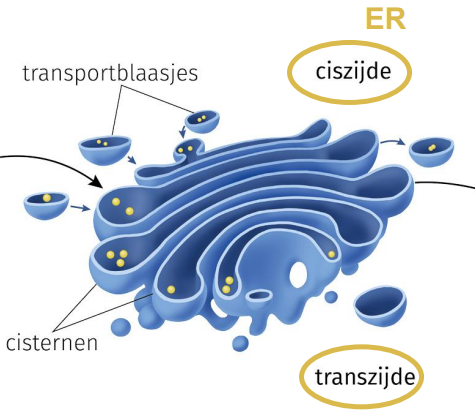 ER
transportblaasjes
ciszijde
cisternen
transzijde